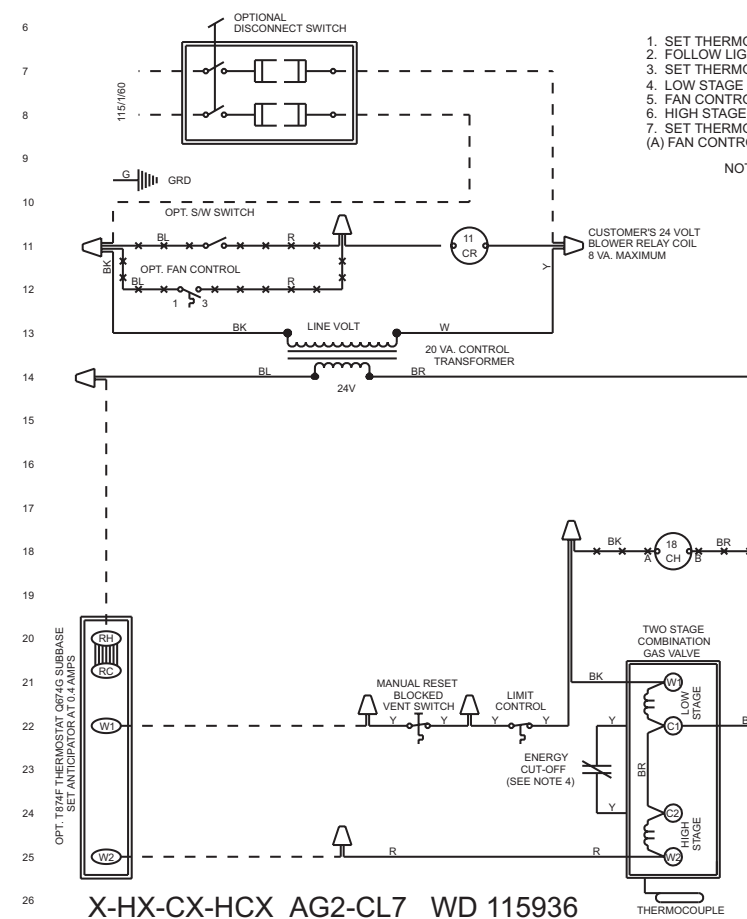 6
OPTIONAL
DISCONNECT SWITCH
1. SET THERMO
2. FOLLOW LIG
3. SET THERMO
4. LOW STAGE
5. FAN CONTRO
6. HIGH STAGE
7. SET THERMO
(A) FAN CONTRO
NOT
7
115/1/60
8
9
G
GRD
10
OPT. S/W SWITCH
11
BK
BL
R
11
CR
Y
CUSTOMER'S 24 VOLT
BLOWER RELAY COIL
8 VA. MAXIMUM
OPT. FAN CONTROL
12
BL
R
1 3
13
BK
LINE VOLT
W
20 VA. CONTROL
TRANSFORMER
14
BL
BR
24V
15
16
17
18
BK
A
18
CH
B
BR
19
20
OPT. T874F THERMOSTAT Q674G SUBBASE
SET ANTICIPATOR AT 0.4 AMPS
RH
RC
TWO STAGE
COMBINATION
GAS VALVE
21
MANUAL RESET
BLOCKED
VENT SWITCH
LIMIT
CONTROL
BK
W1
LOW
STAGE
22
W1
Y
Y
Y
Y
Y
C1
B
23
ENERGY
CUT-OFF
(SEE NOTE 4)
BR
24
Y
C2
HIGH
STAGE
25
W2
R
R
W2
26
X-HX-CX-HCX AG2-CL7 WD 115936
THERMOCOUPLE